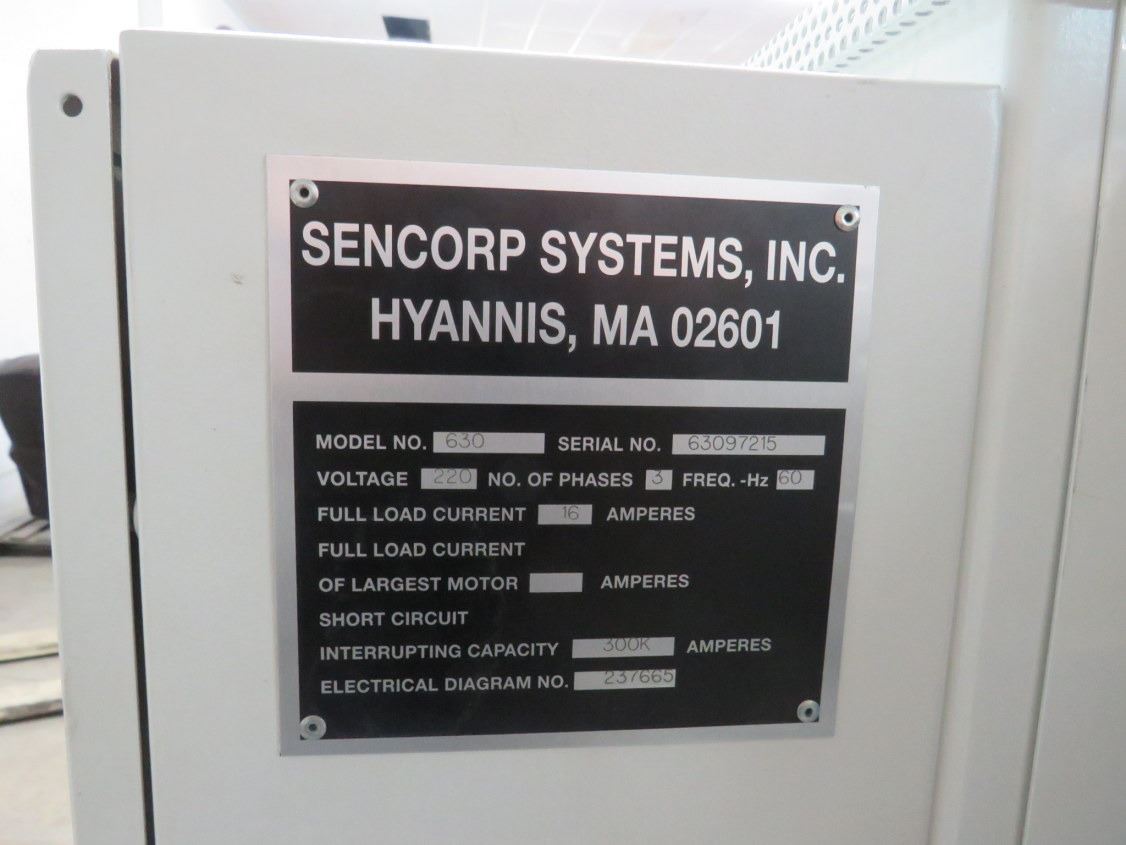 SENCORP SYSTEMS, INC.
HYANNIS, MA 02601
MODEL NO. 630 SERIAL NO. 63097215
VOLTAGE 220 NO. OF PHASES 3 FREQ. -Hz 60
FULL LOAD CURRENT 16 AMPERES
FULL LOAD CURRENT
OF LARGEST MOTOR AMPERES
SHORT CIRCUIT
INTERRUPTING CAPACITY 300K AMPERES
ELECTRICAL DIAGRAM NO. 237665